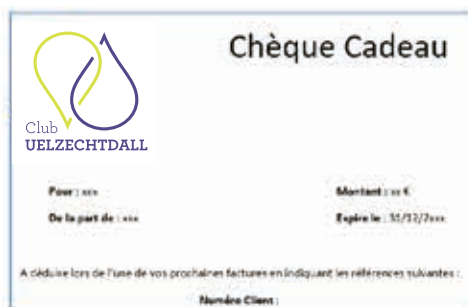 Chèque Cadeau
Club
UELZECHTDALL
Pour : xxx
Montant : xx €
De la part de : xxx
Expire le : 31/12/2xxx
A déduire lors de l'une de vos prochaines factures en indiquant les références suivantes :
Numéro Client :